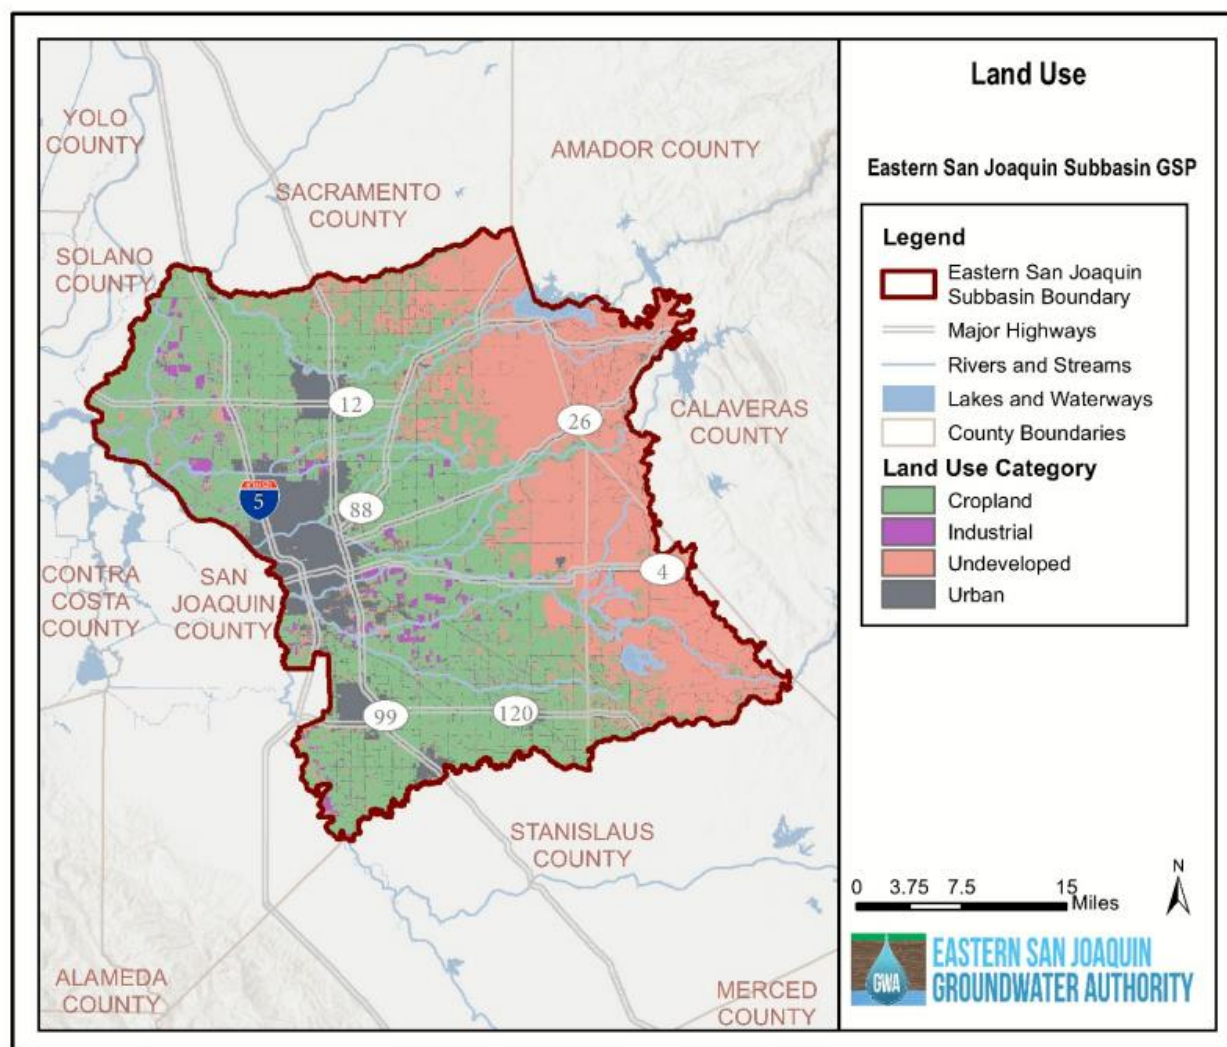 Land Use
Eastern San Joaquin Subbasin GSP
Legend
Eastern San Joaquin
Subbasin Boundary
Major Highways
Rivers and Streams
Lakes and Waterways
County Boundaries
Land Use Category
Cropland
Industrial
Undeveloped
Urban
YOLO
COUNTY
AMADOR COUNTY
SACRAMENTO
COUNTY
SOLANO
COUNTY
12
26
CALAVERAS
COUNTY
5
88
CONTRA
COSTA
COUNTY
SAN
JOAQUIN
COUNTY
4
99
120
STANISLAUS
COUNTY
ALAMEDA
COUNTY
MERCED
COUNTY
N
0 3.75 7.5 15
Miles
GWA
EASTERN SAN JOAQUIN
GROUNDWATER AUTHORITY